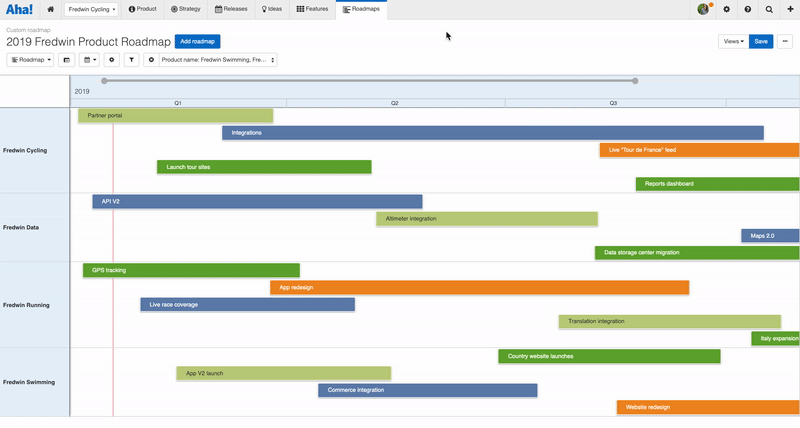 Aha! Fredwin Cycling Product Strategy Releases Ideas Features Roadmaps
Custom roadmap
2019 Fredwin Product Roadmap Add roadmap Views Save
Roadmap Product name: Fredwin Swimming, Fre...
2019
Q1 Q2 Q3
Partner portal
Integrations
Fredwin Cycling
Live "Tour de France" feed
Launch tour sites
Reports dashboard
API V2
Altimeter integration
Fredwin Data
Maps 2.0
Data storage center migration
GPS tracking
App redesign
Fredwin Running
Live race coverage
Translation integration
Italy expansion
Country website launches
App V2 launch
Fredwin Swimming
Commerce integration
Website redesign